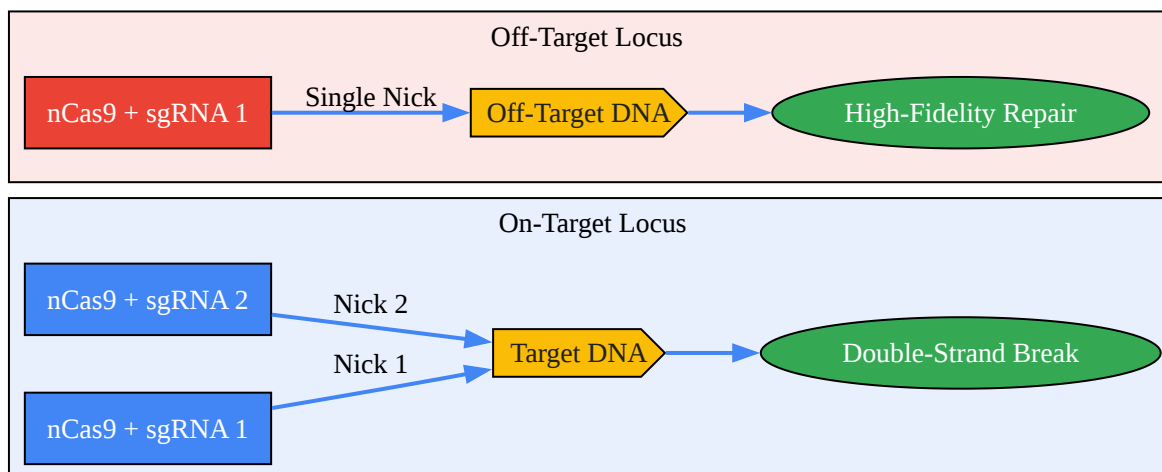 Off-Target Locus
nCas9 + sgRNA 1
Single Nick
Off-Target DNA
High-Fidelity Repair
On-Target Locus
nCas9 + sgRNA 2
Nick 2
Target DNA
Double-Strand Break
Nick 1
nCas9 + sgRNA 1